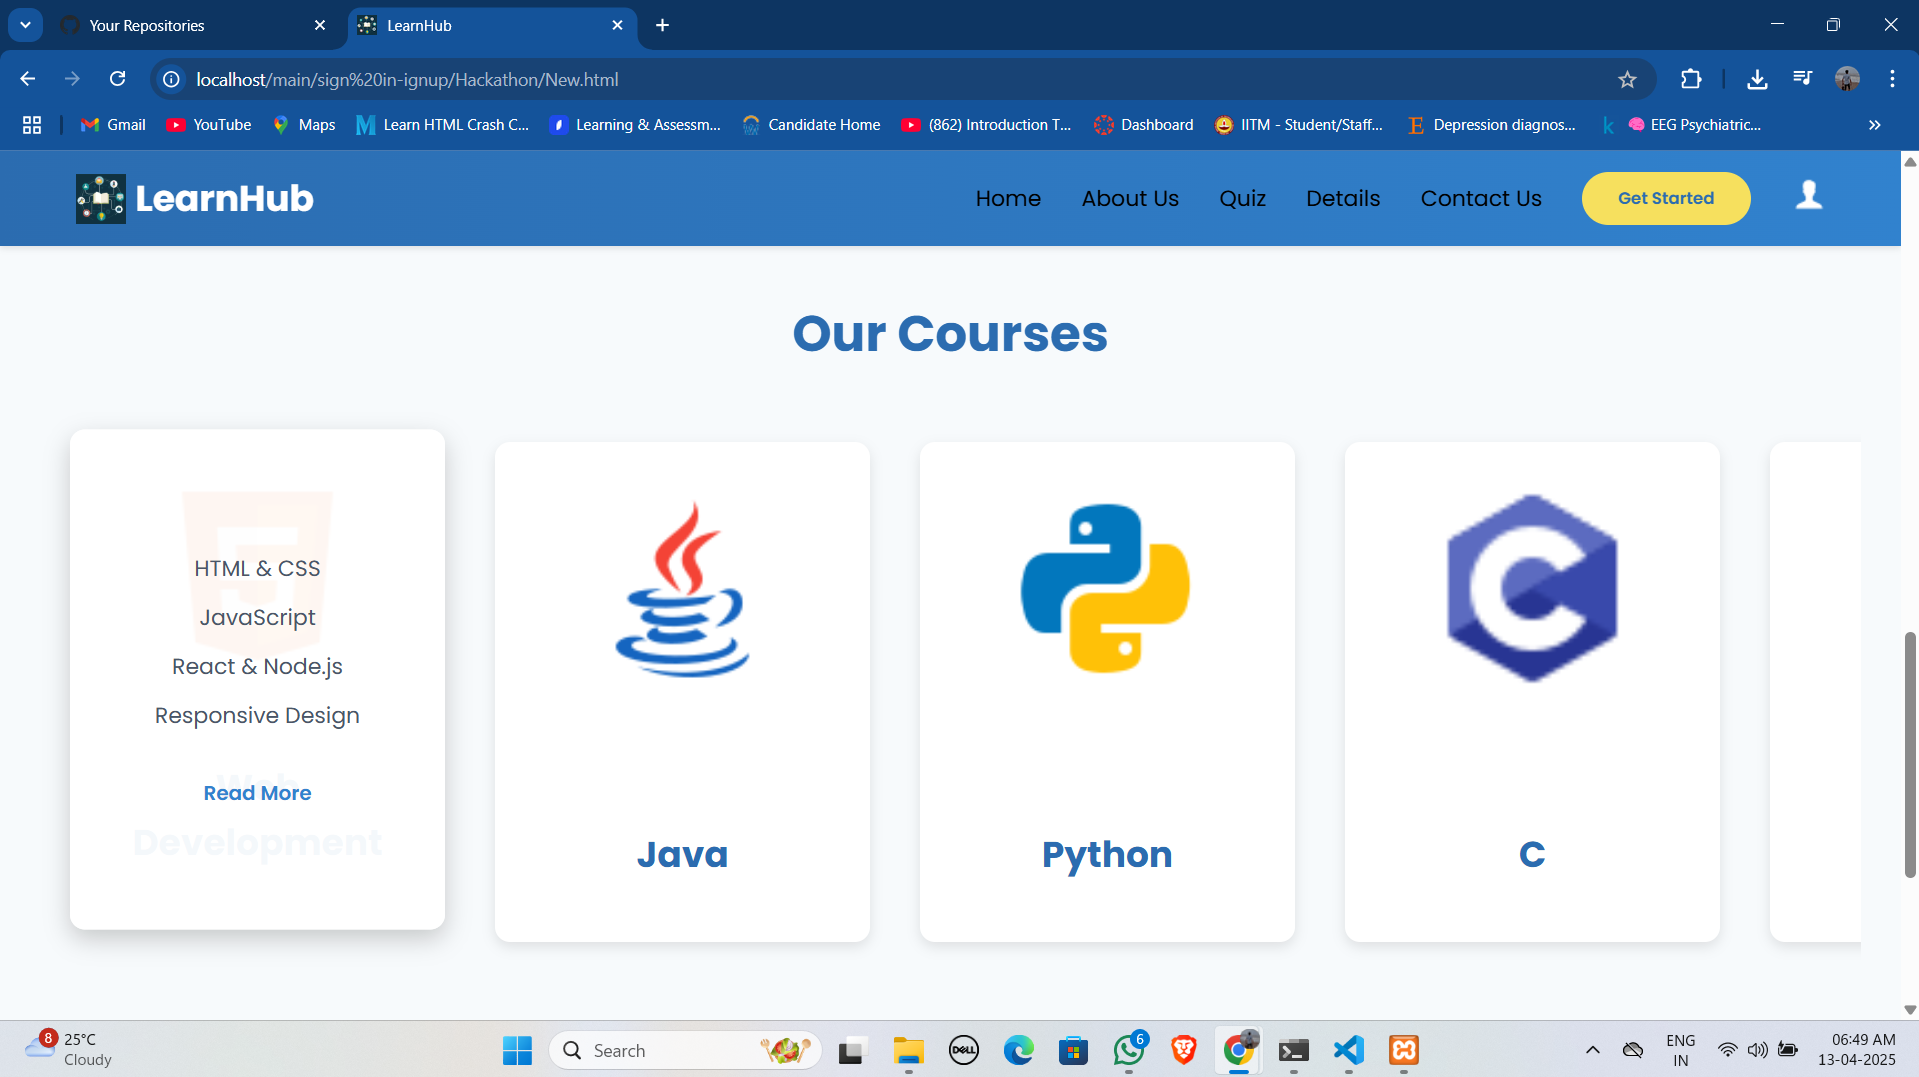 Your Repositories
LearnHub
localhost/main/sign%20in-ignup/Hackathon/New.html
Gmail
YouTube
Maps
Learn HTML Crash C...
Learning & Assessm...
Candidate Home
(862) Introduction T...
Dashboard
IITM - Student/Staff...
Depression diagnos...
EEG Psychiatric...
LearnHub
Home
About Us
Quiz
Details
Contact Us
Get Started
Our Courses
HTML & CSS
JavaScript
React & Node.js
Responsive Design
Web
Read More
Development
Java
Python
C
8
25°C
Cloudy
Search
DELL
6
ENG
IN
06:49 AM
13-04-2025